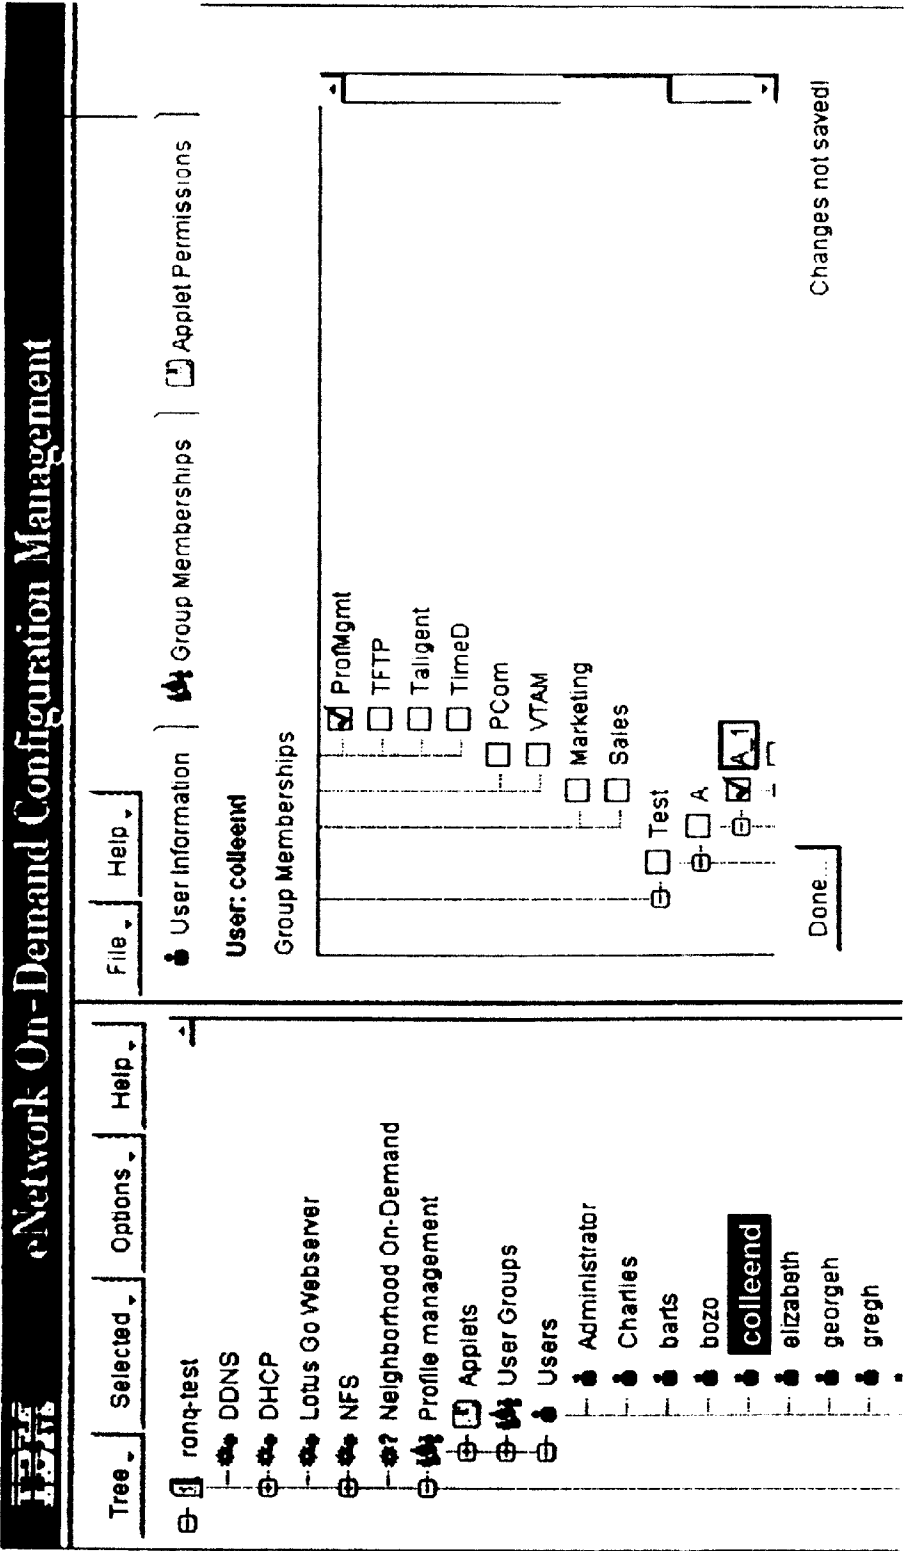 IBM eNetwork On-Demand Configuration Management
Tree Selected Options Help
ronq-test
DDNS
DHCP
Lotus Go Webserver
NFS
Neighborhood On-Demand
Profile management
Applets
User Groups
Users
Administrator
Charlies
barts
bozo
colleend
elizabeth
georgeh
gregh
File Help
User Information Group Memberships Applet Permissions
User: colleend
Group Memberships
ProfMgmt
TFTP
Taligent
TimeD
PCom
VTAM
Marketing
Sales
Test
A
A_1
Done... Changes not saved!